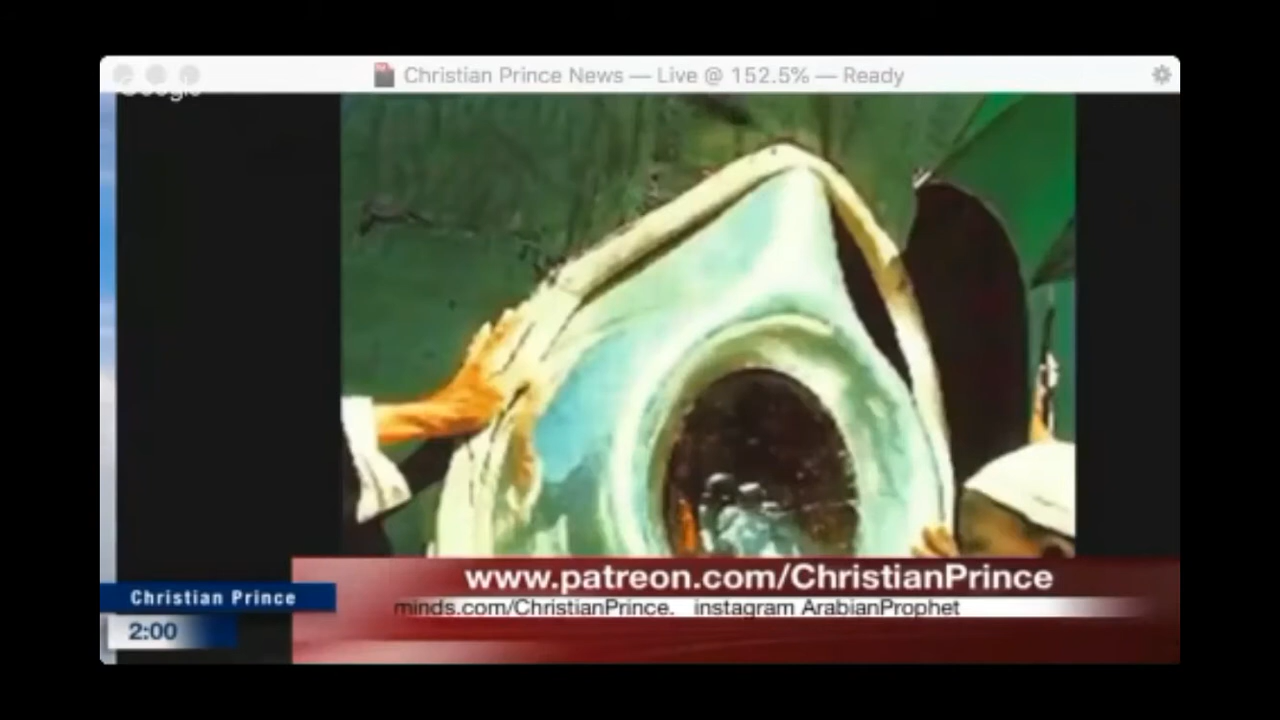 Christian Prince News — Live @ 152.5% — Ready
Google
www.patreon.com/ChristianPrince
minds.com/ChristianPrince. instagram ArabianProphet
Christian Prince
2:00